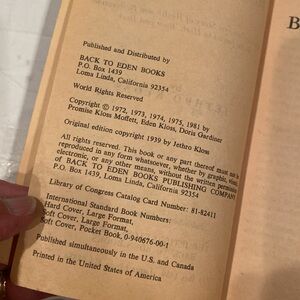 Published and Distributed by
BACK TO EDEN BOOKS
P.O. Box 1439
Loma Linda, California 92354
World Rights Reserved
Copyright © 1972, 1973, 1974, 1975, 1981 by
Promise Kloss Moffett, Eden Kloss, Doris Gardiner
Original edition copyright 1939 by Jethro Kloss
All rights reserved. This book or any part thereof must not be
reproduced in any form whatsoever, whether by graphic, visual,
electronic, or any other means, without the written permission
of BACK TO EDEN BOOKS PUBLISHING COMPANY
P.O. Box 1439
Loma Linda, California 92354
Library of Congress Catalog Card Number: 81-82411
International Standard Book Numbers:
Hard Cover, Large Format,
Soft Cover, Large Format,
Soft Cover, Pocket Book, 0-940676-00-1
Published simultaneously in the U.S. and Canada
Printed in the United States of America
B